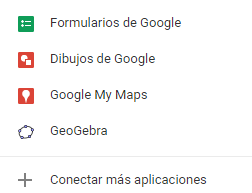 Formularios de Google
Dibujos de Google
Google My Maps
GeoGebra
Conectar más aplicaciones